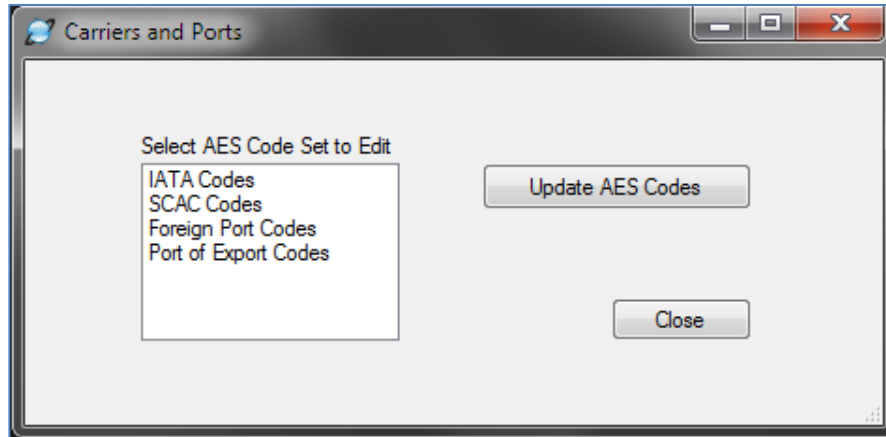 Carriers and Ports
Select AES Code Set to Edit
IATA Codes
SCAC Codes
Foreign Port Codes
Port of Export Codes
Update AES Codes
Close